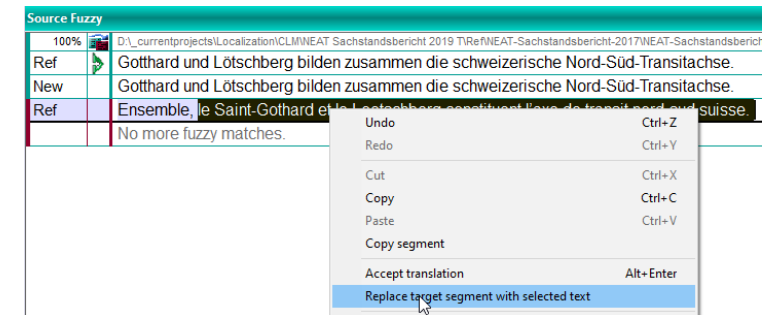 Source Fuzzy
100% D:\_currentprojects\Localization\CLM\NEAT Sachstandsbericht 2019 T\Ref\NEAT-Sachstandsbericht-2017\NEAT-Sachstandsberich
Ref Gotthard und Lötschberg bilden zusammen die schweizerische Nord-Süd-Transitachse.
New Gotthard und Lötschberg bilden zusammen die schweizerische Nord-Süd-Transitachse.
Ref Ensemble, le Saint-Gothard et le Loetschberg constituent l'axe de transit nord-sud suisse.
No more fuzzy matches.
Undo Ctrl+Z
Redo Ctrl+Y
Cut Ctrl+X
Copy Ctrl+C
Paste Ctrl+V
Copy segment
Accept translation Alt+Enter
Replace target segment with selected text